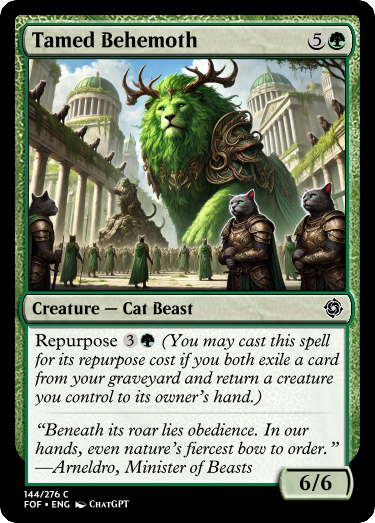 Tamed Behemoth 5
Creature — Cat Beast
Repurpose 3 (You may cast this spell
for its repurpose cost if you both exile a card
from your graveyard and return a creature
you control to its owner's hand.)
“Beneath its roar lies obedience. In our
hands, even nature's fiercest bow to order.”
—Arneldro, Minister of Beasts
6/6
144/276 C
FOF • ENG ChatGPT